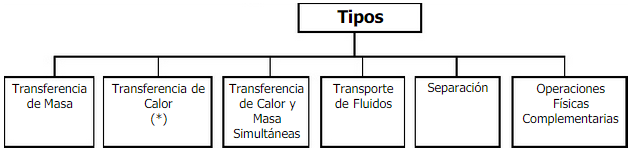 Tipos
Transferencia
de Masa
Transferencia de
Calor
(*)
Transferencia
de Calor y
Masa
Simultáneas
Transporte
de Fluidos
Separación
Operaciones
Físicas
Complementarias